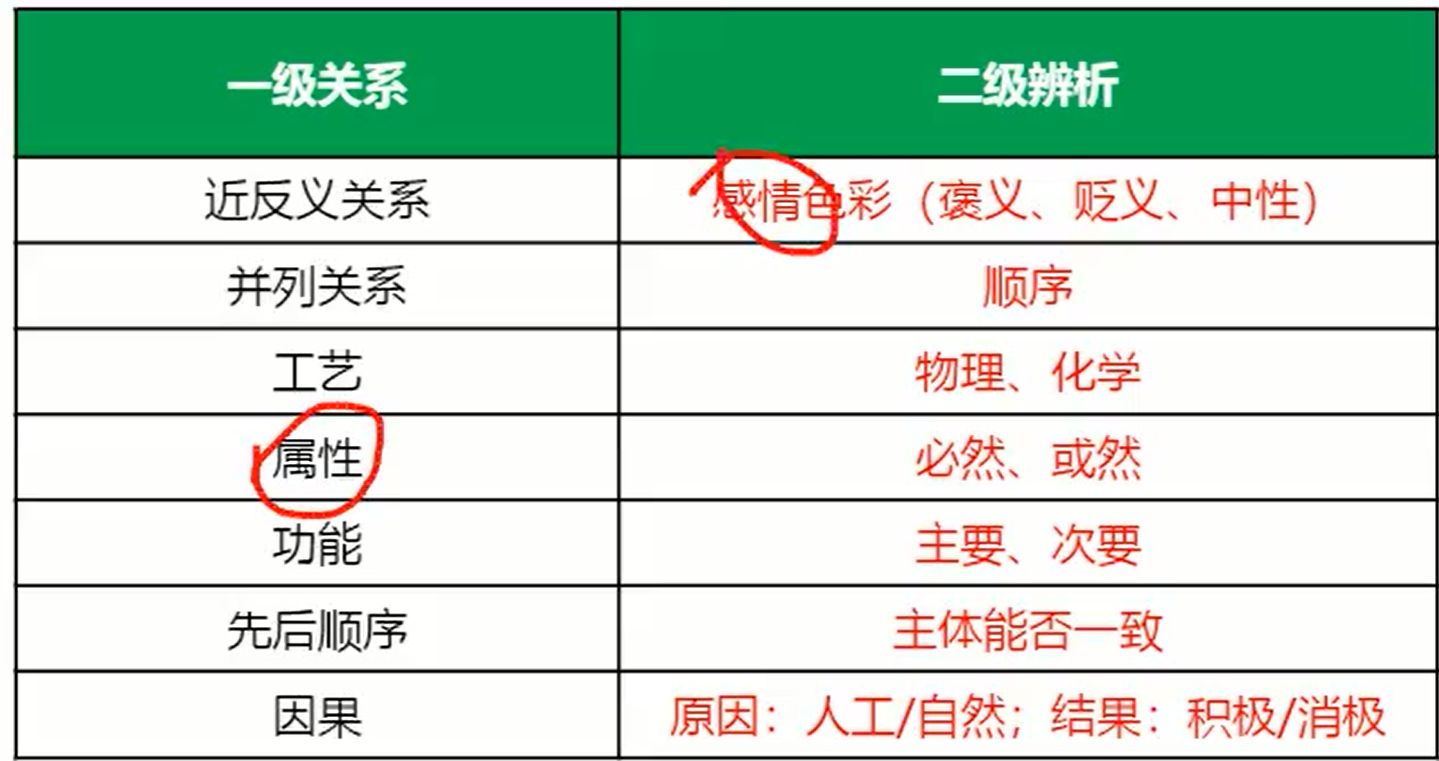 一级关系 二级辨析
近反义关系 感情色彩（褒义、贬义、中性）
并列关系 顺序
工艺 物理、化学
属性 必然、或然
功能 主要、次要
先后顺序 主体能否一致
因果 原因：人工/自然；结果：积极/消极